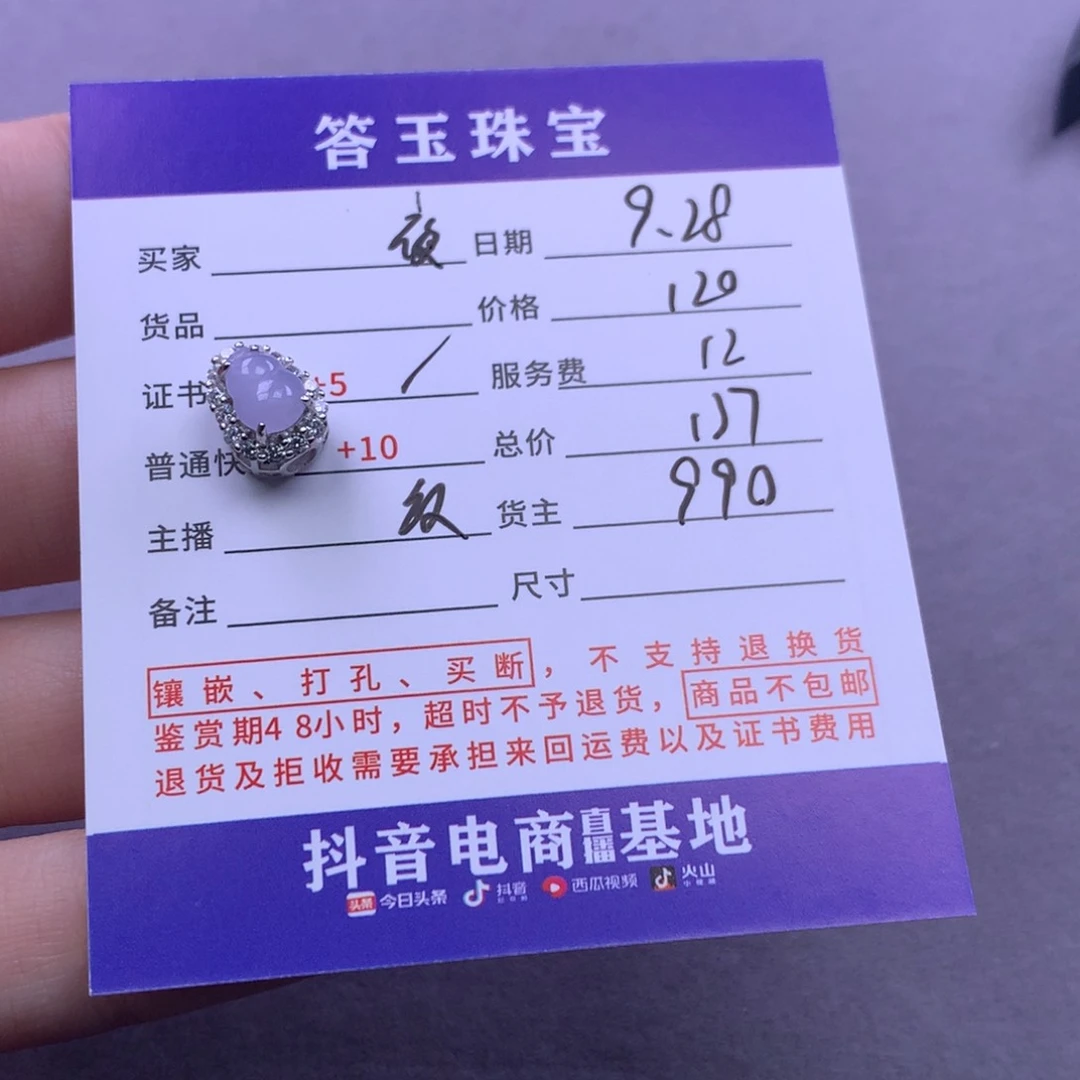 答玉珠宝
买家 夜 日期 9.28
货品 价格 120
证书 +5 / 服务费 12
普通快 +10 总价 137
主播 货主 990
备注 尺寸
镶嵌、打孔、买断，不支持退换货
鉴赏期48小时，超时不予退货，商品不包邮
退货及拒收需要承担来回运费以及证书费用
抖音电商直播基地
头条 今日头条 抖音 西瓜视频 火山